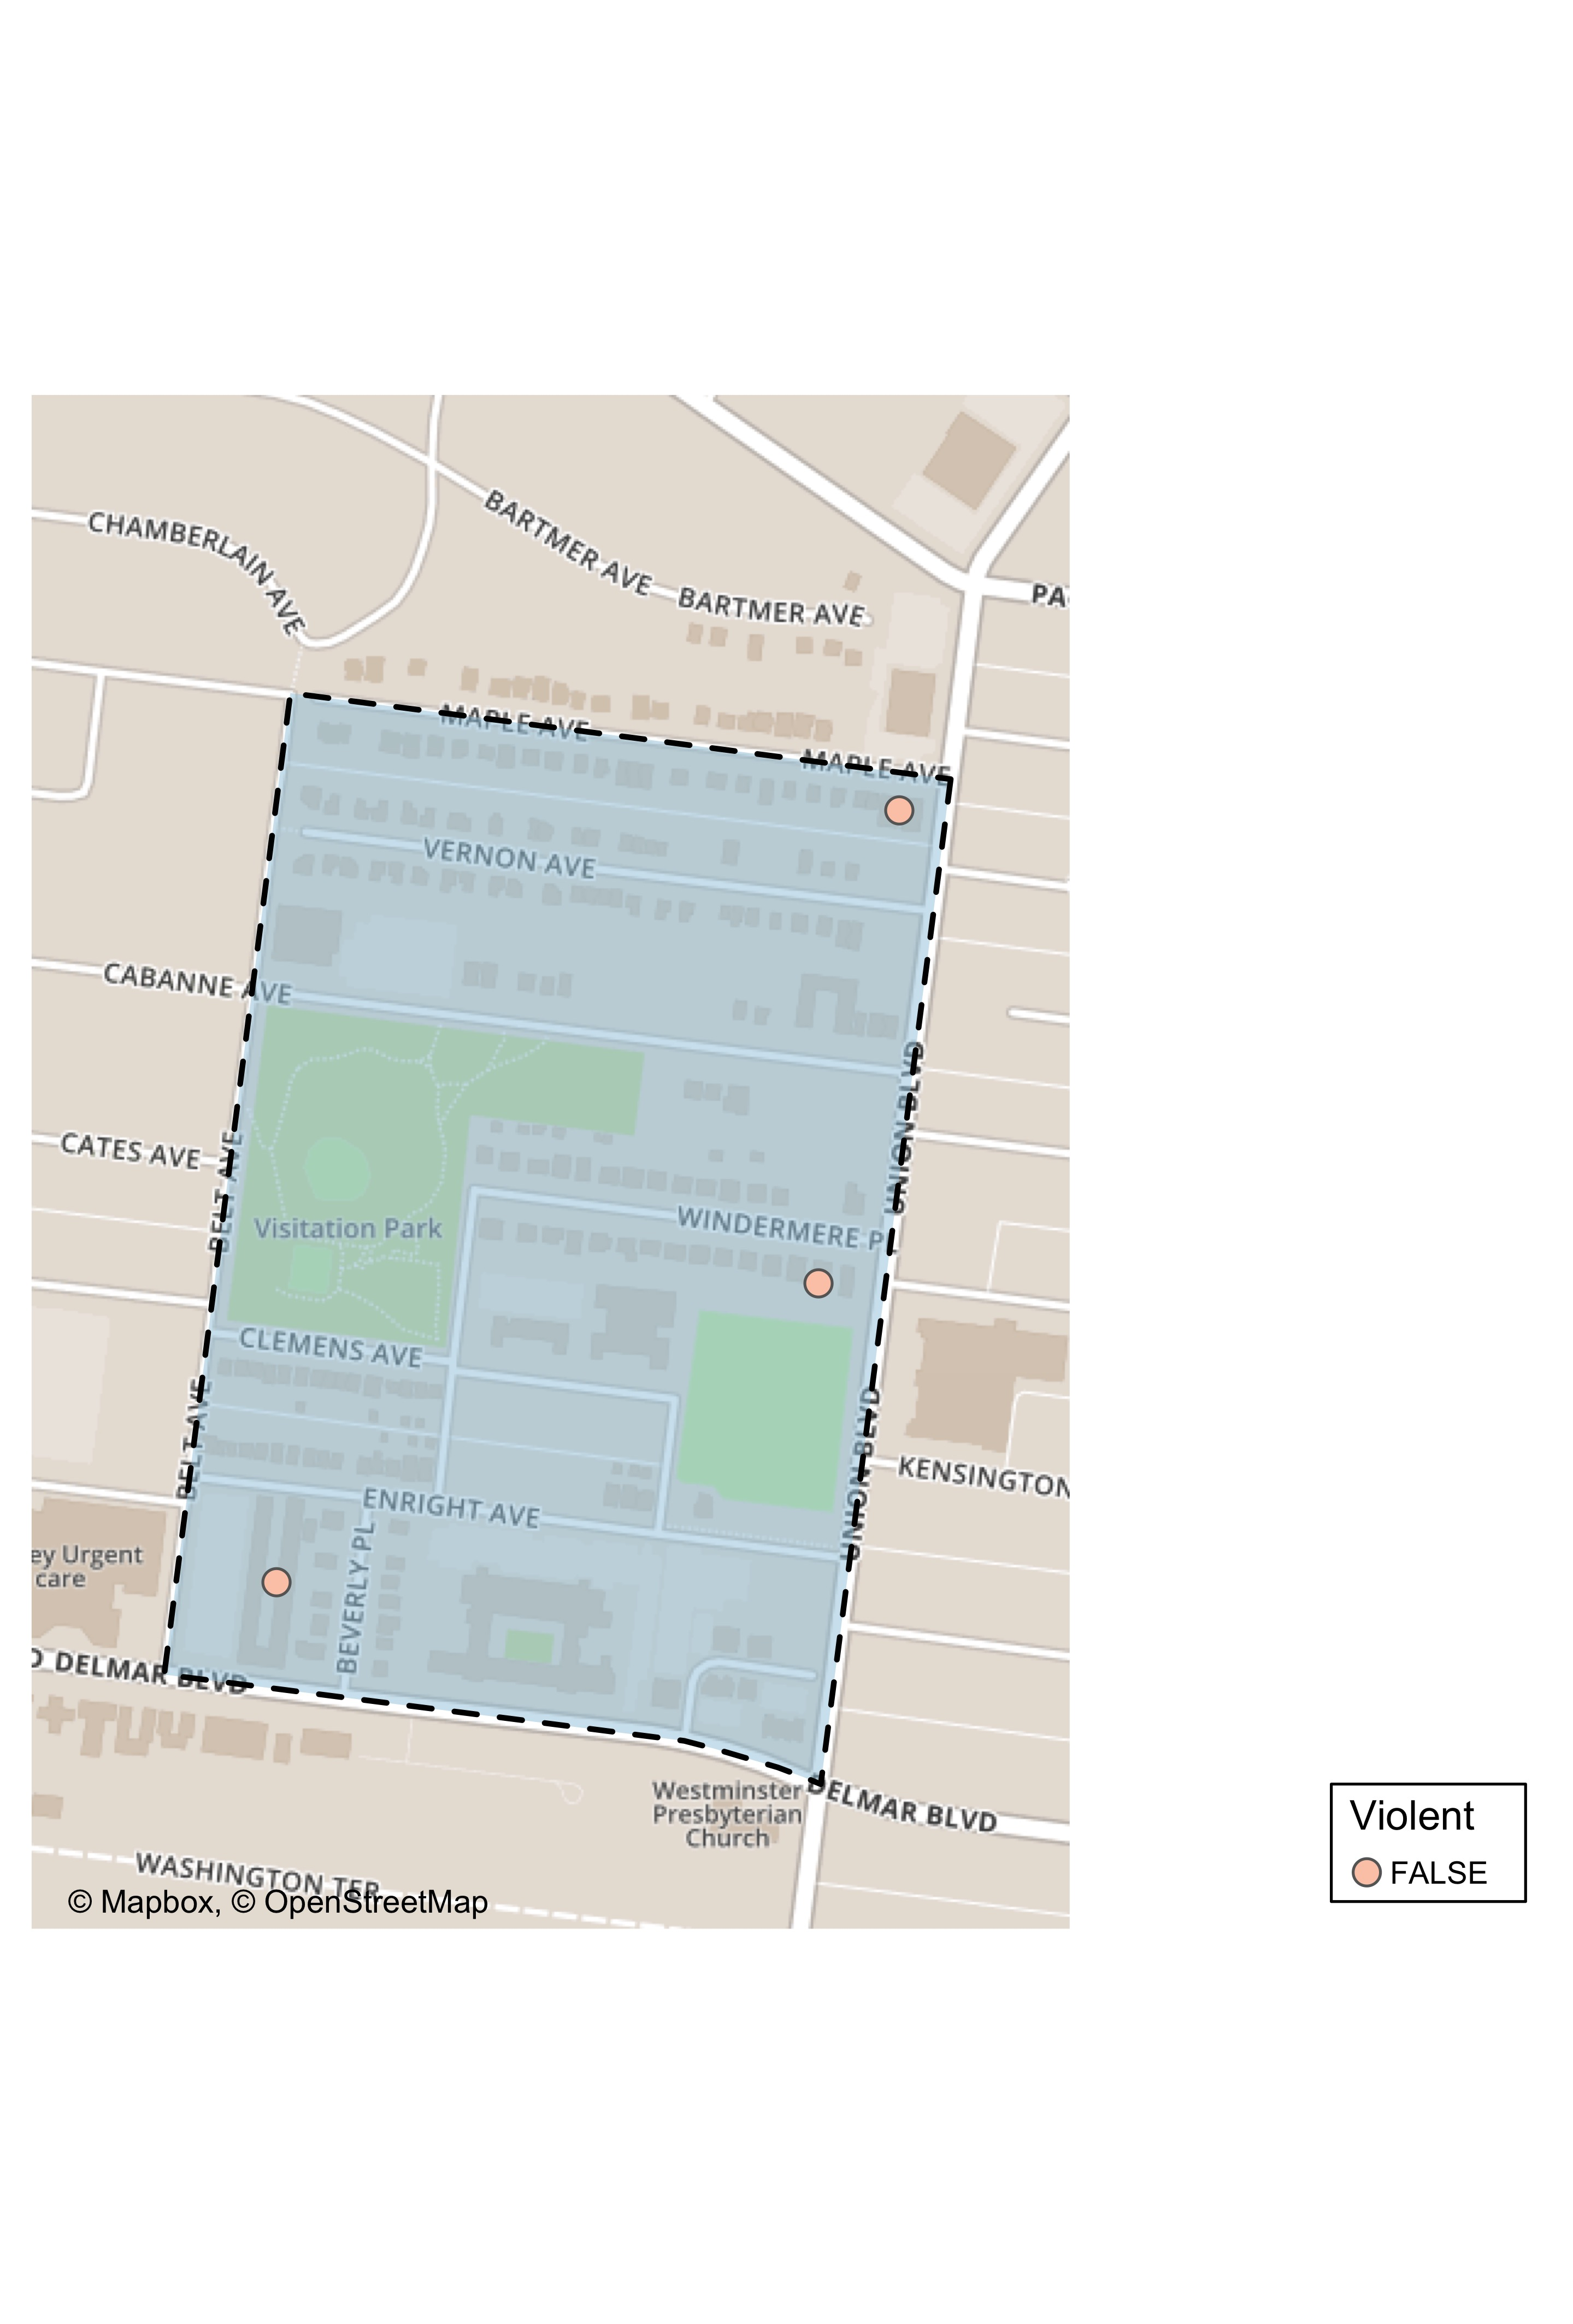 CHAMBERLAIN AVE
BARTMER AVE
BARTMER AVE
PA
MAPLE AVE
MAPLE AVE
VERNON AVE
CABANNE AVE
UNION BLVD
CATES AVE
BELT AVE
WINDERMERE P
Visitation Park
CLEMENS AVE
BELT AVE
UNION BLVD
KENSINGTON
ENRIGHT AVE
BEVERLY PL
ey Urgent
care
O DELMAR BLVD
Westminster
Presbyterian
Church
DELMAR BLVD
WASHINGTON TER
© Mapbox, © OpenStreetMap
Violent
FALSE